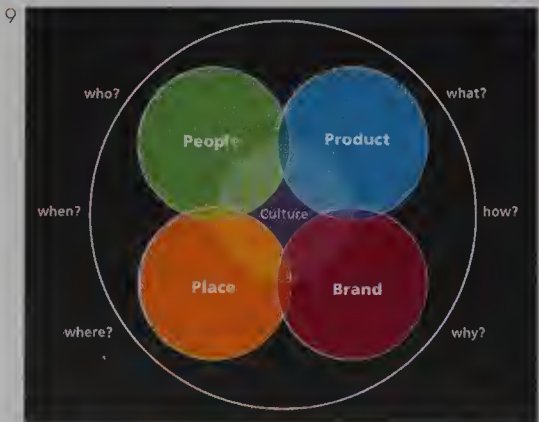 9
who?
what?
People
Product
when?
Culture
how?
Place
Brand
where?
why?